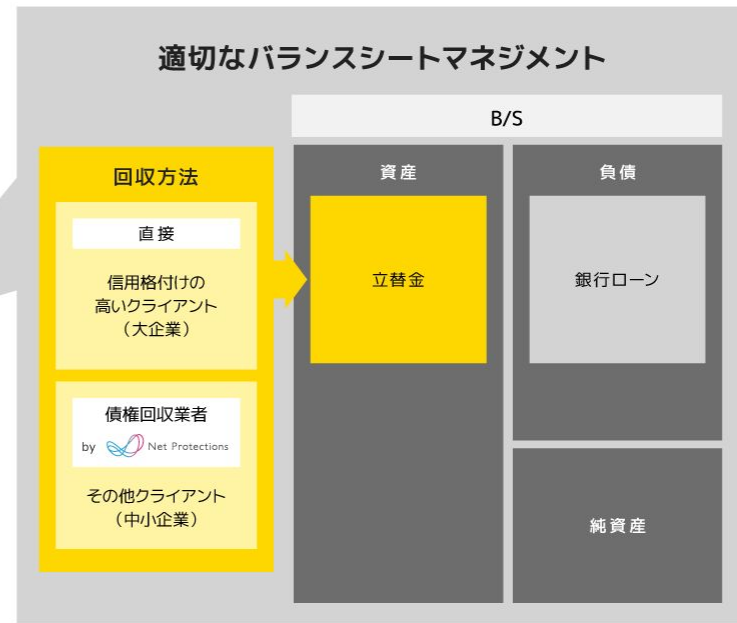 適切なバランスシートマネジメント
B/S
回収方法
直接
信用格付けの
高いクライアント
（大企業）
債権回収業者
by Net Protections
その他クライアント
（中小企業）
資産
立替金
負債
銀行ローン
純資産